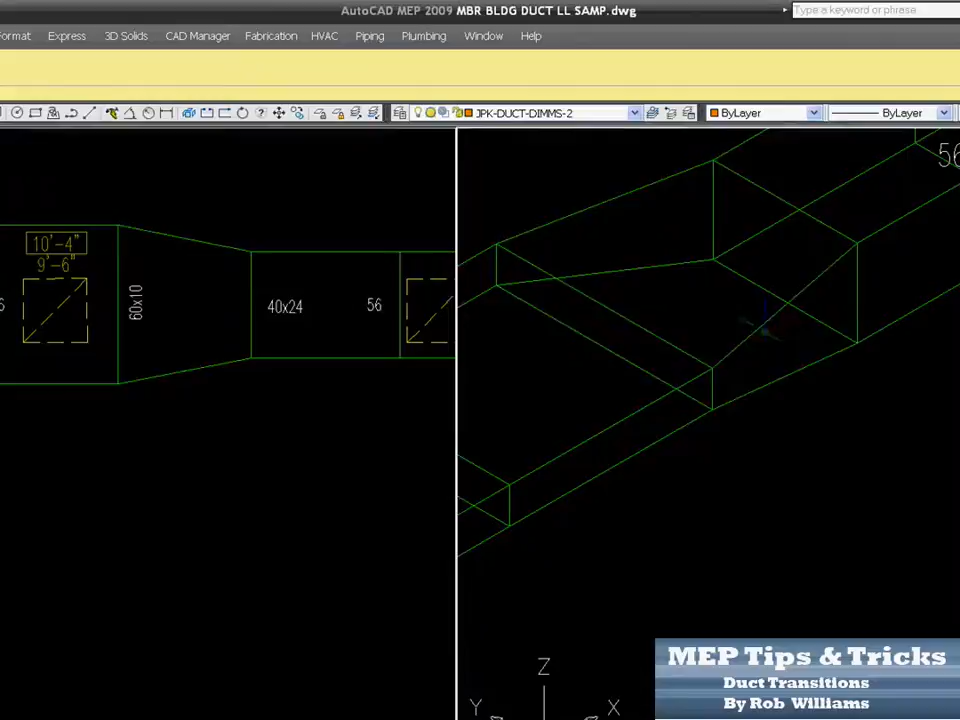 AutoCAD MEP 2009 MBR BLDG DUCT LL SAMP.dwg
Type a keyword or phrase
ormat Express 3D Solids CAD Manager Fabrication HVAC Piping Plumbing Window Help
JPK-DUCT-DIMMS-2 ByLayer ByLayer
56
10'-4"
9'-6"
6 60x10 40x24 56
Z
Y X
MEP Tips & Tricks
Duct Transitions
By Rob Williams